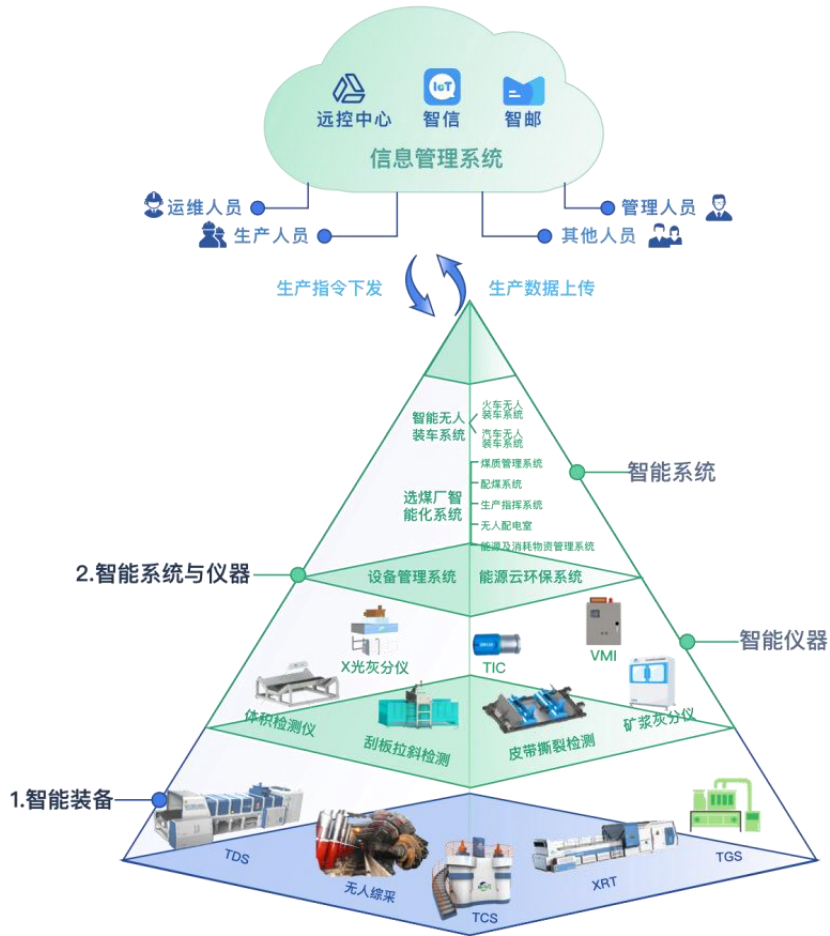 IoT
远控中心
智信
智邮
信息管理系统
运维人员
管理人员
生产人员
其他人员
生产指令下发
生产数据上传
智能无人
装车系统
火车无人
装车系统
汽车无人
装车系统
选煤厂智
能化系统
煤质管理系统
配煤系统
生产指挥系统
无人配电室
能源及消耗物资管理系统
智能系统
2.智能系统与仪器
设备管理系统
能源云环保系统
智能仪器
X光灰分仪
TIC
VMI
体积检测仪
刮板拉斜检测
皮带撕裂检测
矿浆灰分仪
1.智能装备
TDS
无人综采
TCS
XRT
TGS